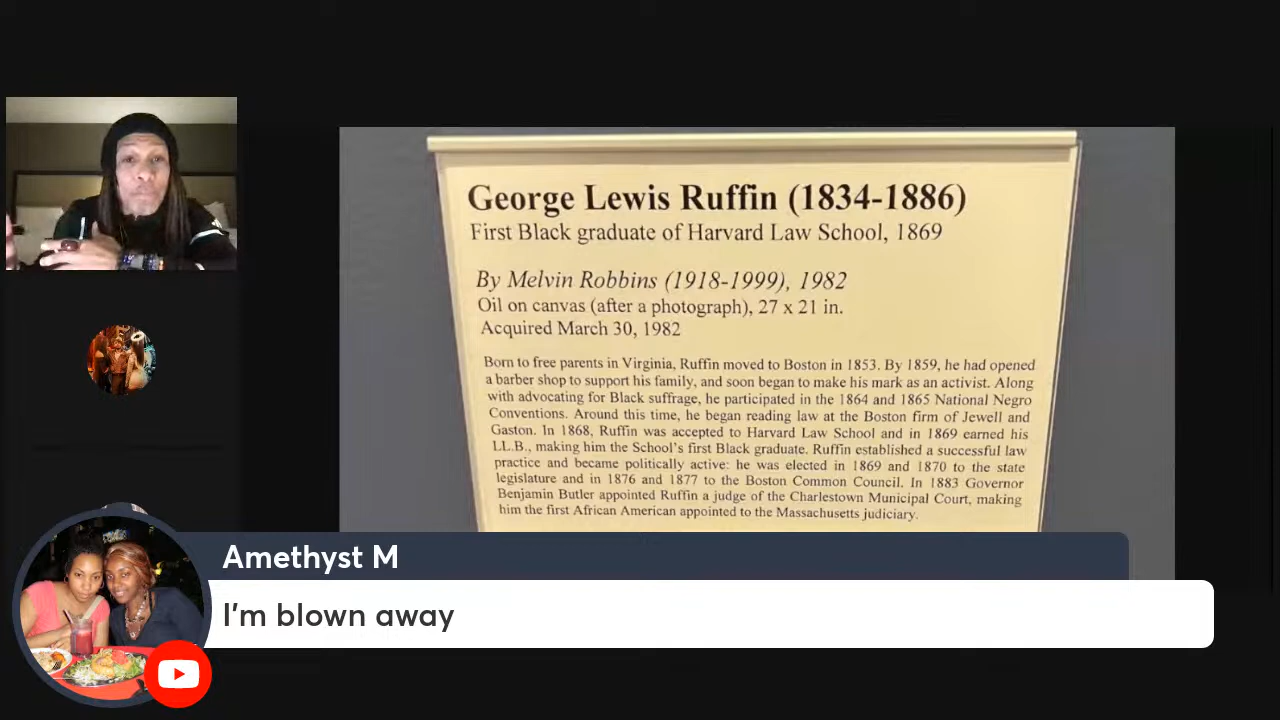 George Lewis Ruffin (1834-1886)
First Black graduate of Harvard Law School, 1869
By Melvin Robbins (1918-1999), 1982
Oil on canvas (after a photograph), 27 x 21 in.
Acquired March 30, 1982
Born to free parents in Virginia, Ruffin moved to Boston in 1853. By 1859, he had opened
a barber shop to support his family, and soon began to make his mark as an activist. Along
with advocating for Black suffrage, he participated in the 1864 and 1865 National Negro
Conventions. Around this time, he began reading law at the Boston firm of Jewell and
Gaston. In 1868, Ruffin was accepted to Harvard Law School and in 1869 earned his
LL.B., making him the School's first Black graduate. Ruffin established a successful law
practice and became politically active: he was elected in 1869 and 1870 to the state
legislature and in 1876 and 1877 to the Boston Common Council. In 1883 Governor
Benjamin Butler appointed Ruffin a judge of the Charlestown Municipal Court, making
him the first African American appointed to the Massachusetts judiciary.
Amethyst M
I'm blown away